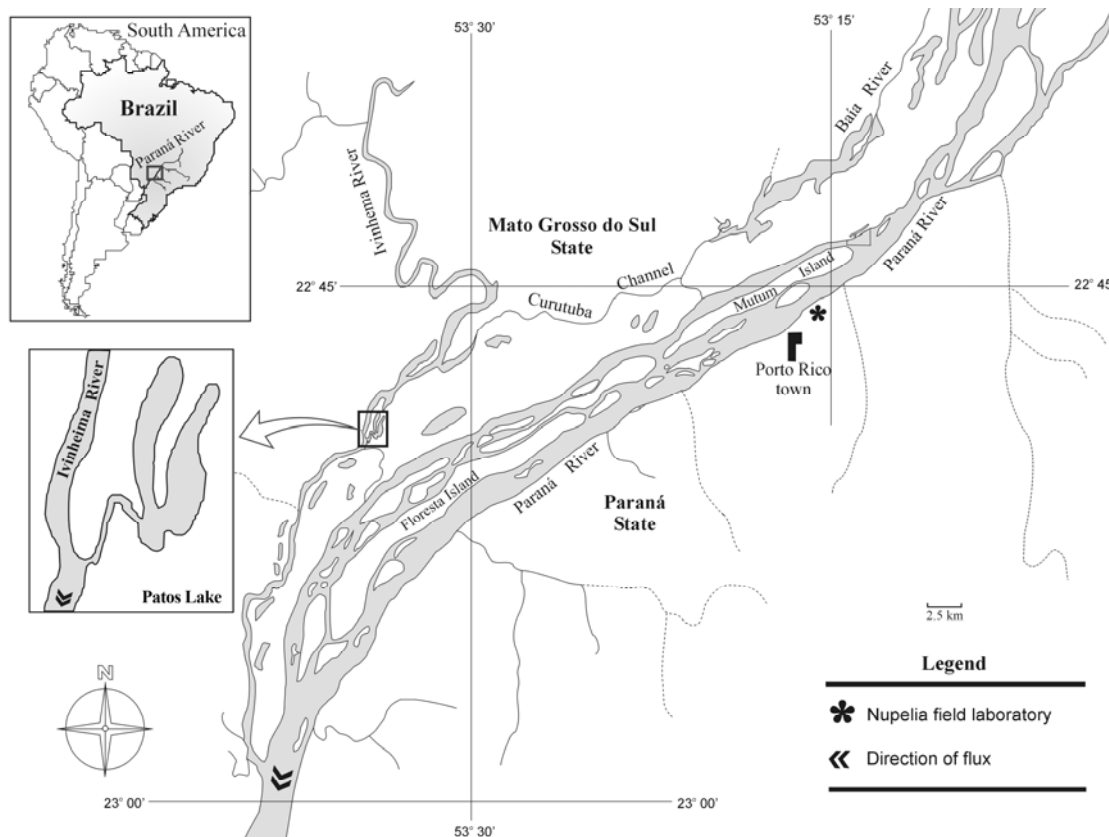 South America
Brazil
Paraná River
53° 30'
53° 15'
Baía River
Ivinhema River
Mato Grosso do Sul
State
Paraná River
22° 45'
Curutuba
Channel
Mutum
Island
22° 45'
Porto Rico
town
Ivinheima River
Patos Lake
Floresta Island
Paraná River
Paraná
State
2.5 km
N
Legend
Nupelia field laboratory
Direction of flux
23° 00'
23° 00'
53° 30'